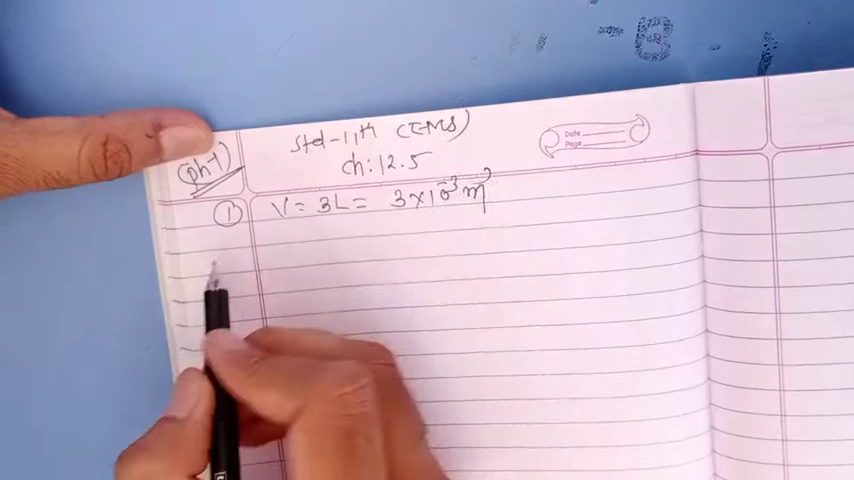 ph-1
Std-11th (EMS)
ch:12.5
Date
Page
① V = 3L = 3×10⁻³ m³